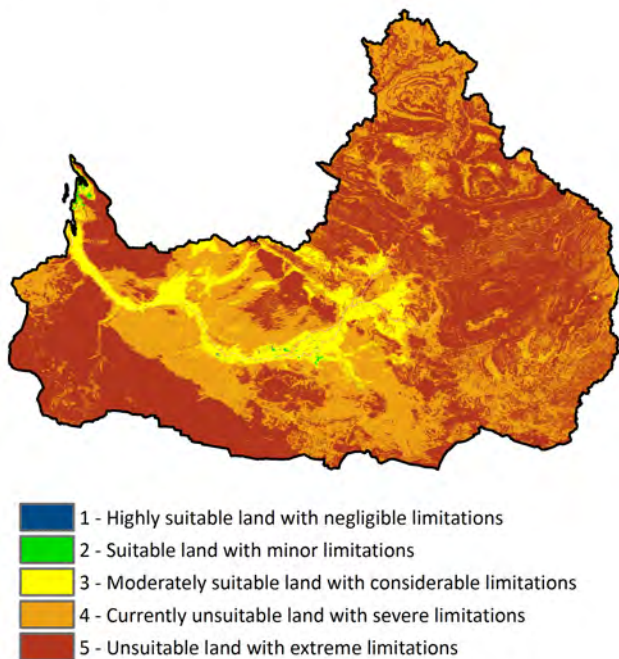 1 - Highly suitable land with negligible limitations
2 - Suitable land with minor limitations
3 - Moderately suitable land with considerable limitations
4 - Currently unsuitable land with severe limitations
5 - Unsuitable land with extreme limitations